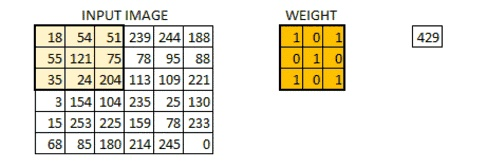 INPUT IMAGE WEIGHT
18 54 51 239 244 188 1 0 1 429
55 121 75 78 95 88 0 1 0
35 24 204 113 109 221 1 0 1
3 154 104 235 25 130
15 253 225 159 78 233
68 85 180 214 245 0